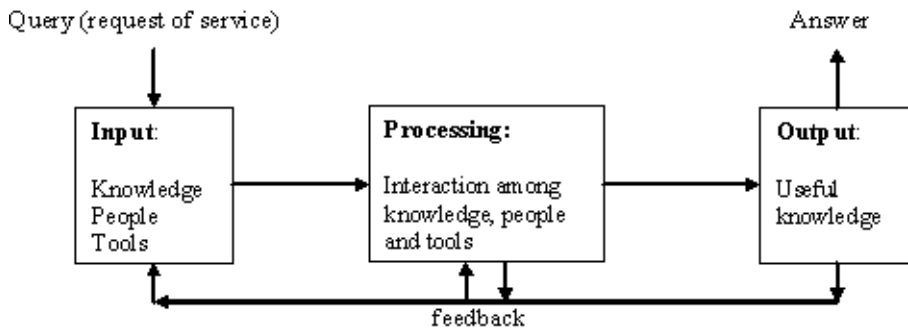 Query (request of service)
Answer
Input:
Knowledge
People
Tools
Processing:
Interaction among
knowledge, people
and tools
Output:
Useful
knowledge
feedback